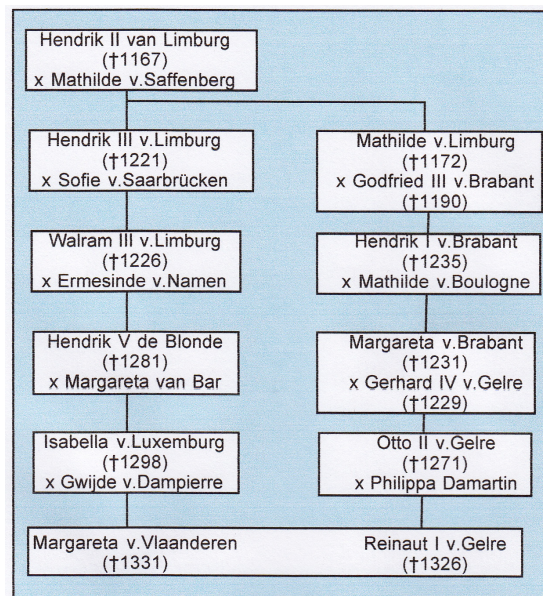 Hendrik II van Limburg
(†1167)
x Mathilde v.Saffenberg
Hendrik III v.Limburg
(†1221)
x Sofie v.Saarbrücken
Mathilde v.Limburg
(†1172)
x Godfried III v.Brabant
(†1190)
Walram III v.Limburg
(†1226)
x Ermesinde v.Namen
Hendrik I v.Brabant
(†1235)
x Mathilde v.Boulogne
Hendrik V de Blonde
(†1281)
x Margareta van Bar
Margareta v.Brabant
(†1231)
x Gerhard IV v.Gelre
(†1229)
Isabella v.Luxemburg
(†1298)
x Gwijde v.Dampierre
Otto II v.Gelre
(†1271)
x Philippa Damartin
Margareta v.Vlaanderen
(†1331)
Reinaut I v.Gelre
(†1326)